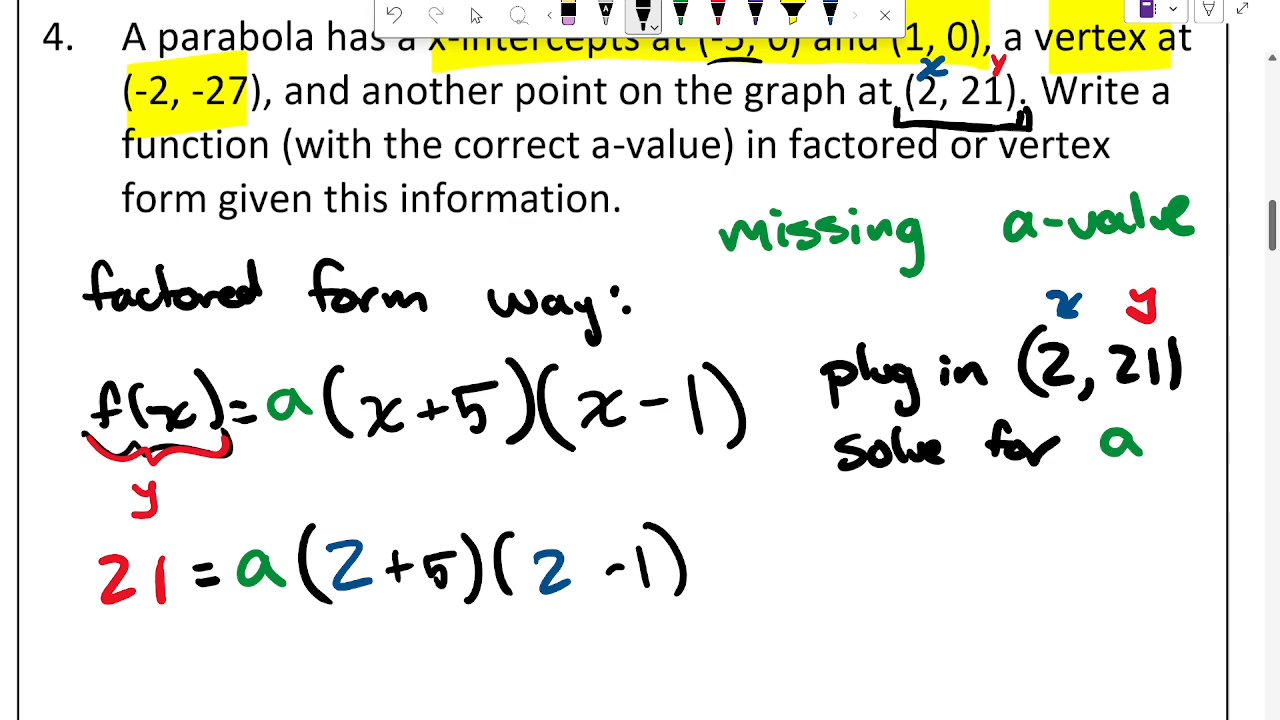 4. A parabola has a x-intercepts at (-5, 0) and (1, 0), a vertex at
x y
(-2, -27), and another point on the graph at (2, 21). Write a
function (with the correct a-value) in factored or vertex
form given this information.
missing a-value
factored form way:
x y
f(x) = a(x+5)(x-1)
plug in (2, 21)
solve for a
y
21 = a(2+5)(2-1)